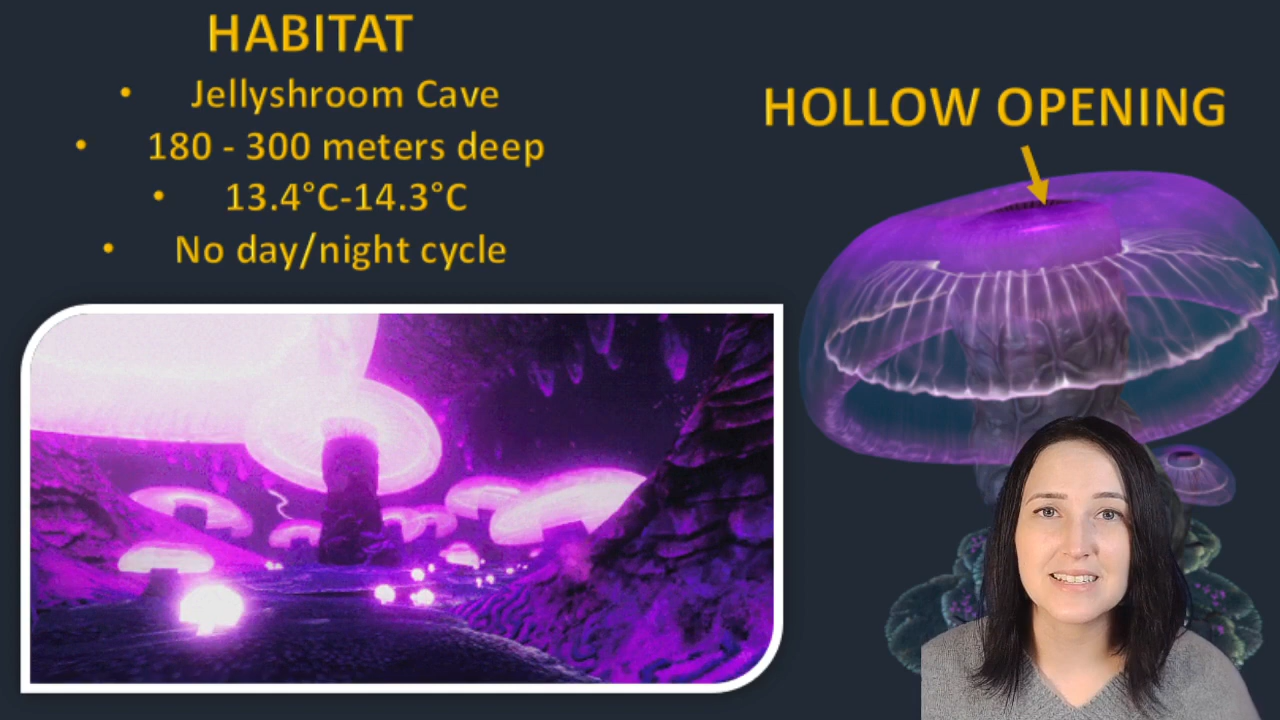 HABITAT
• Jellyshroom Cave
• 180 - 300 meters deep
• 13.4°C-14.3°C
• No day/night cycle
HOLLOW OPENING